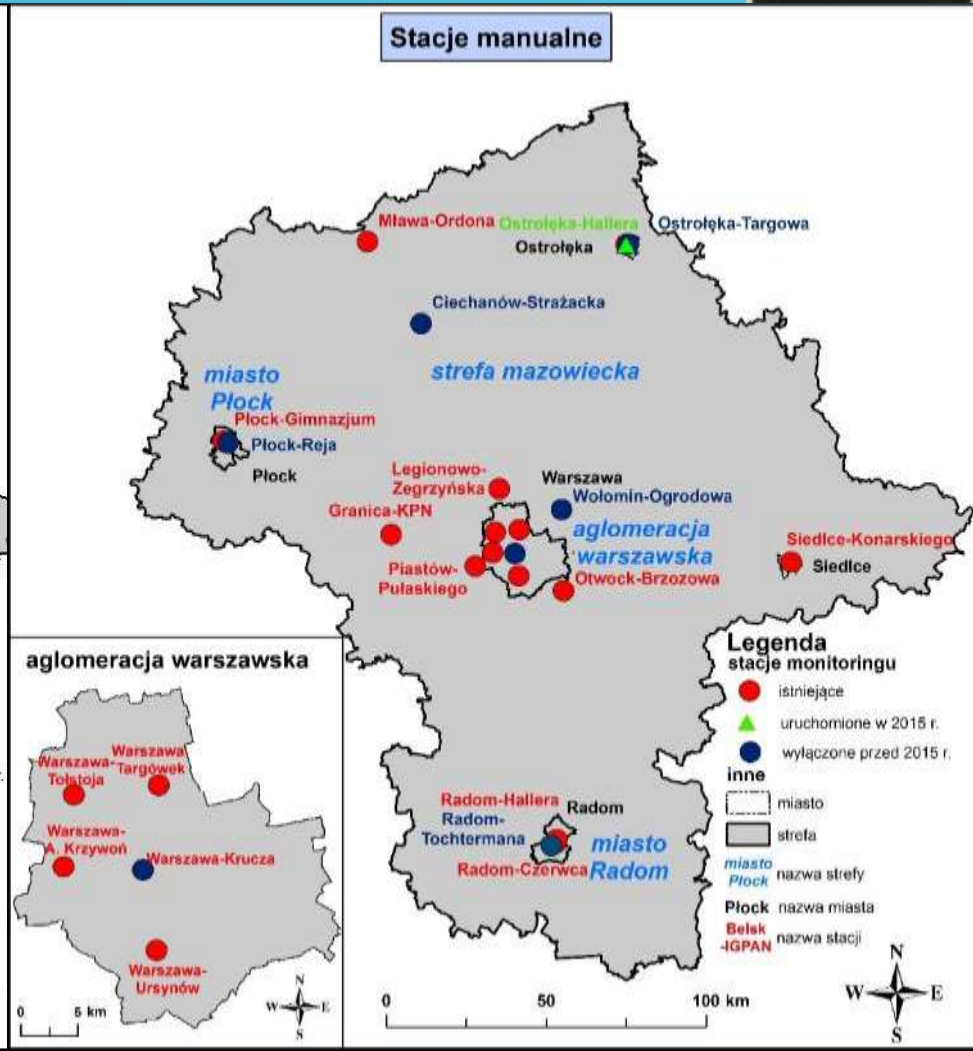 Stacje manualne
Mława-Ordona
Ostrołęka-Hallera
Ostrołęka-Targowa
Ostrołęka
Ciechanów-Strażacka
miasto
Płock
strefa mazowiecka
Płock-Gimnazjum
Płock-Reja
Płock
Legionowo-
Zegrzyńska
Warszawa
Wołomin-Ogrodowa
Granica-KPN
aglomeracja
warszawska
Siedlce-Konarskiego
Siedlce
Piastów-
Pułaskiego
Otwock-Brzozowa
Radom-Hallera
Radom
Radom-
Tochtermana
miasto
Radom
Radom-Czerwca
aglomeracja warszawska
Warszawa-
Tołstoja
Warszawa
Targówek
Warszawa-
A. Krzywoń
Warszawa-Krucza
Warszawa-
Ursynów
N
W
E
S
0
5 km
Legenda
stacje monitoringu
istniejące
uruchomione w 2015 r.
wyłączone przed 2015 r.
inne
miasto
strefa
miasto
Płock
nazwa strefy
Płock
nazwa miasta
Belsk
-IGPAN
nazwa stacji
0
50
100 km
N
W
E
S